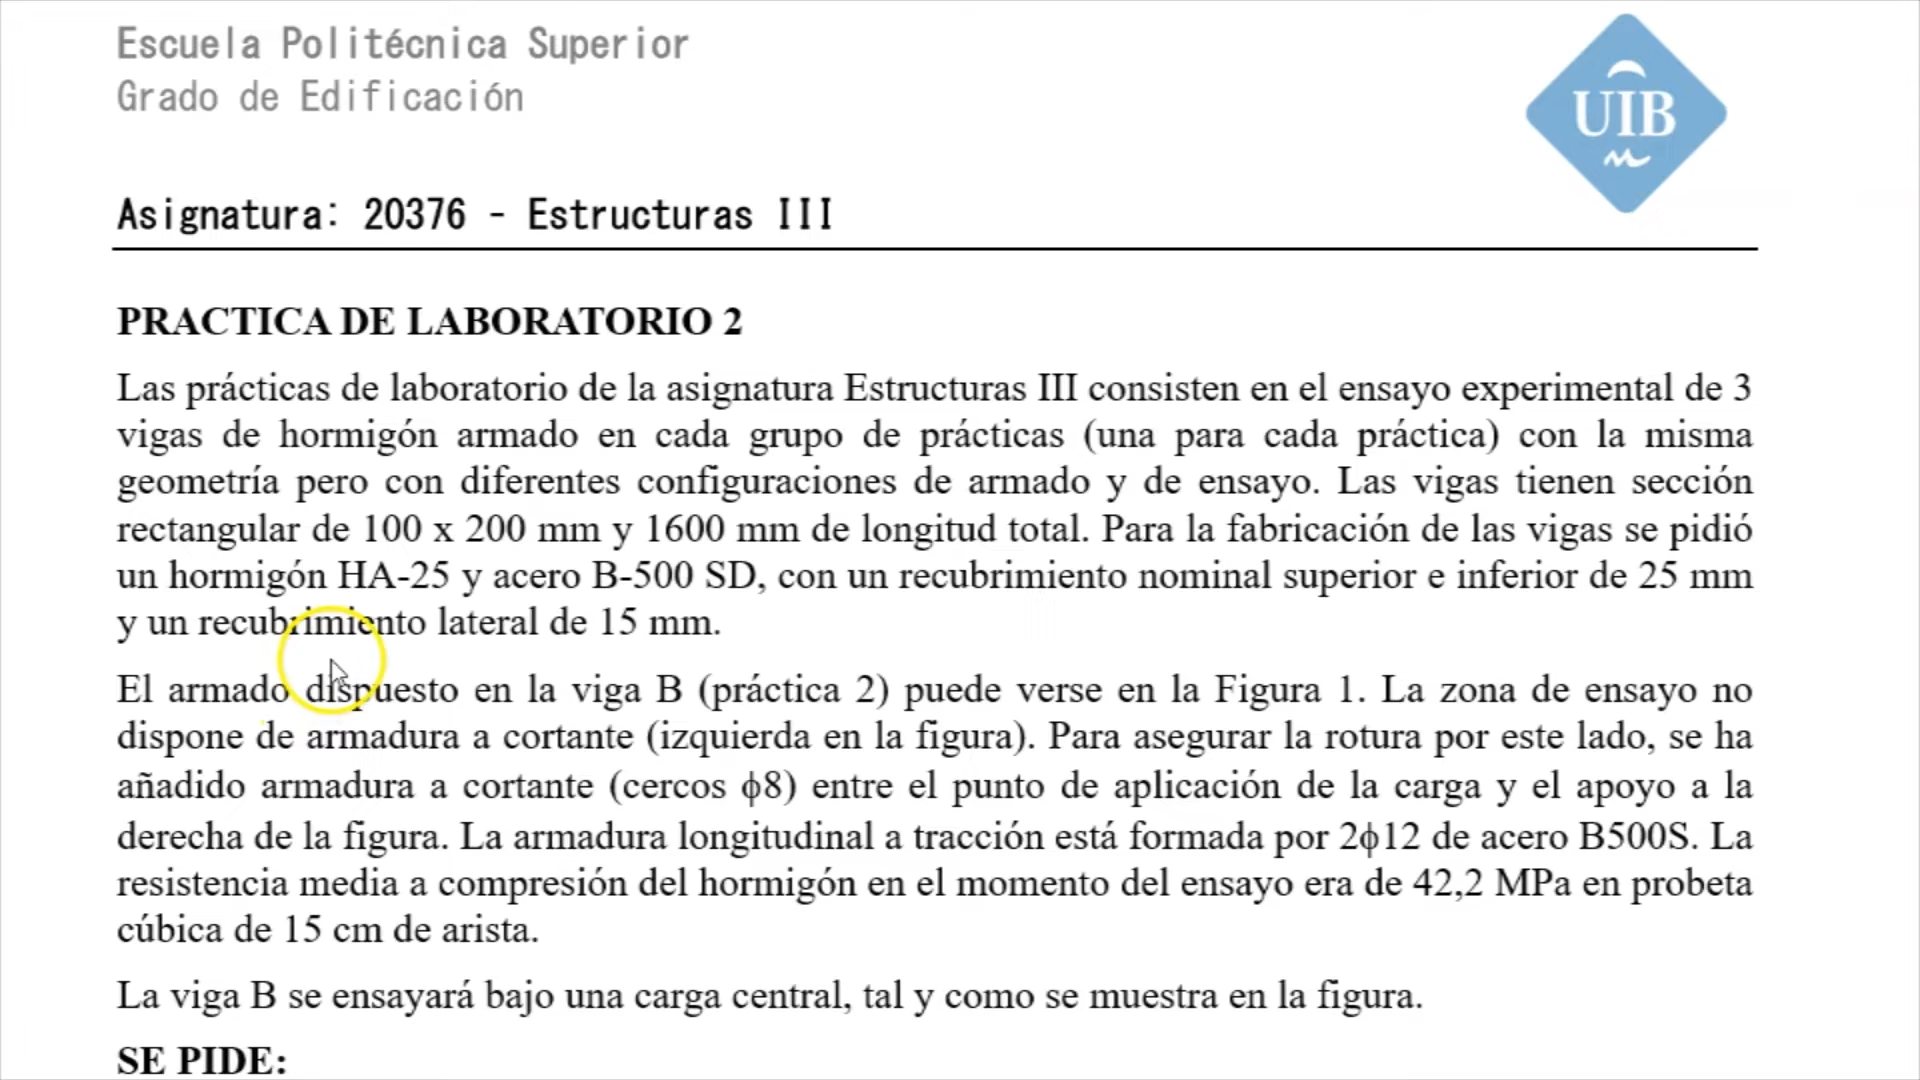 Escuela Politécnica Superior
Grado de Edificación
UIB
Asignatura: 20376 - Estructuras III
PRACTICA DE LABORATORIO 2
Las prácticas de laboratorio de la asignatura Estructuras III consisten en el ensayo experimental de 3
vigas de hormigón armado en cada grupo de prácticas (una para cada práctica) con la misma
geometría pero con diferentes configuraciones de armado y de ensayo. Las vigas tienen sección
rectangular de 100 x 200 mm y 1600 mm de longitud total. Para la fabricación de las vigas se pidió
un hormigón HA-25 y acero B-500 SD, con un recubrimiento nominal superior e inferior de 25 mm
y un recubrimiento lateral de 15 mm.
El armado dispuesto en la viga B (práctica 2) puede verse en la Figura 1. La zona de ensayo no
dispone de armadura a cortante (izquierda en la figura). Para asegurar la rotura por este lado, se ha
añadido armadura a cortante (cercos ϕ8) entre el punto de aplicación de la carga y el apoyo a la
derecha de la figura. La armadura longitudinal a tracción está formada por 2ϕ12 de acero B500S. La
resistencia media a compresión del hormigón en el momento del ensayo era de 42,2 MPa en probeta
cúbica de 15 cm de arista.
La viga B se ensayará bajo una carga central, tal y como se muestra en la figura.
SE PIDE: